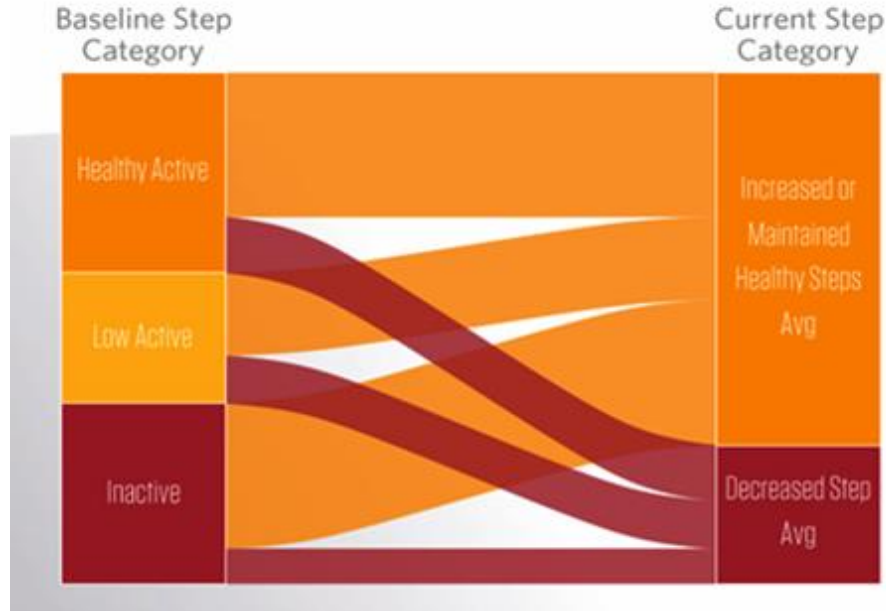 Baseline Step
Category
Current Step
Category
Healthy Active
Low Active
Inactive
Increased or
Maintained
Healthy Steps
Avg
Decreased Step
Avg